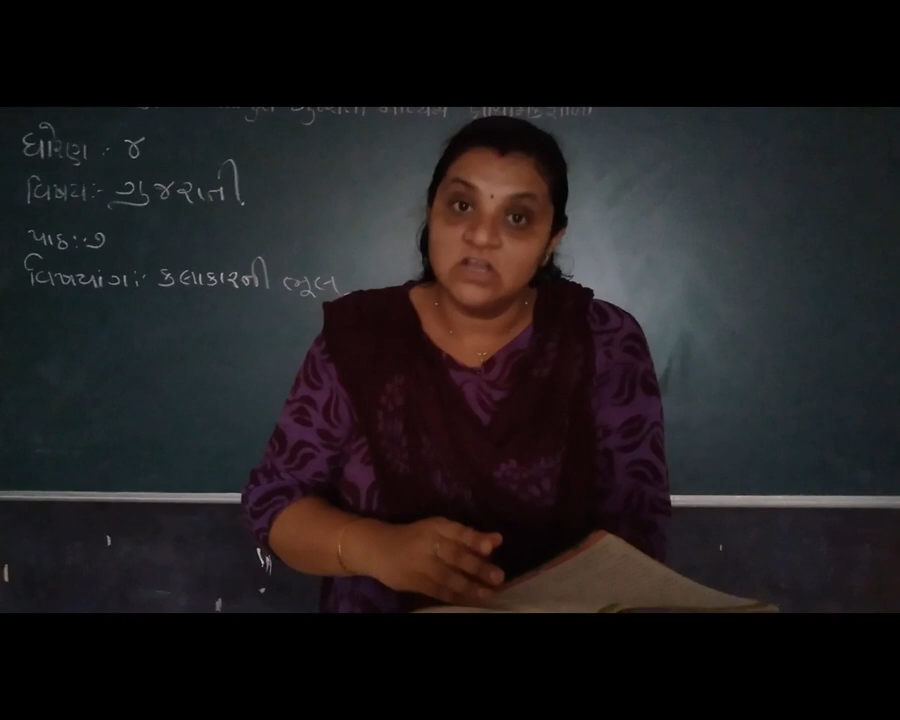 ધોરણ : ૪
વિષય:- ગુજરાતી
પાઠ:- ૭
વિષયાંગ:- કલાકારની ભૂલ